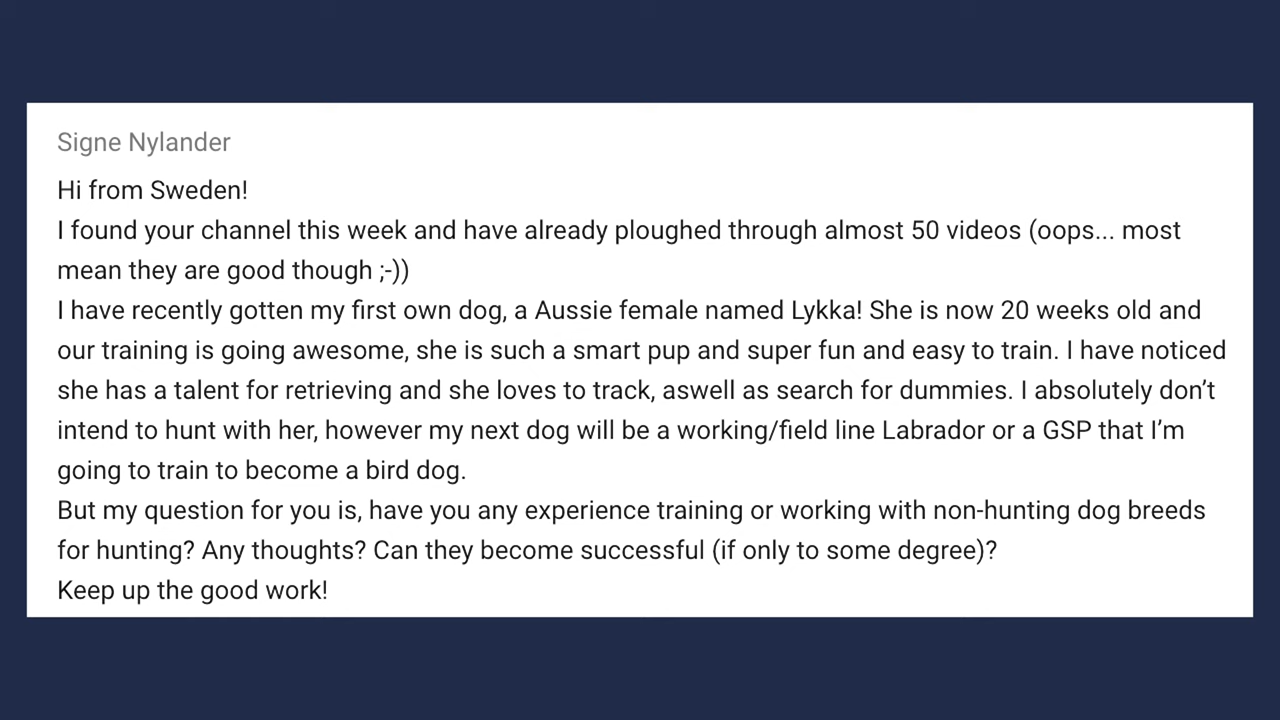 Signe Nylander
Hi from Sweden!
I found your channel this week and have already ploughed through almost 50 videos (oops... most
mean they are good though ;-))
I have recently gotten my first own dog, a Aussie female named Lykka! She is now 20 weeks old and
our training is going awesome, she is such a smart pup and super fun and easy to train. I have noticed
she has a talent for retrieving and she loves to track, aswell as search for dummies. I absolutely don’t
intend to hunt with her, however my next dog will be a working/field line Labrador or a GSP that I’m
going to train to become a bird dog.
But my question for you is, have you any experience training or working with non-hunting dog breeds
for hunting? Any thoughts? Can they become successful (if only to some degree)?
Keep up the good work!